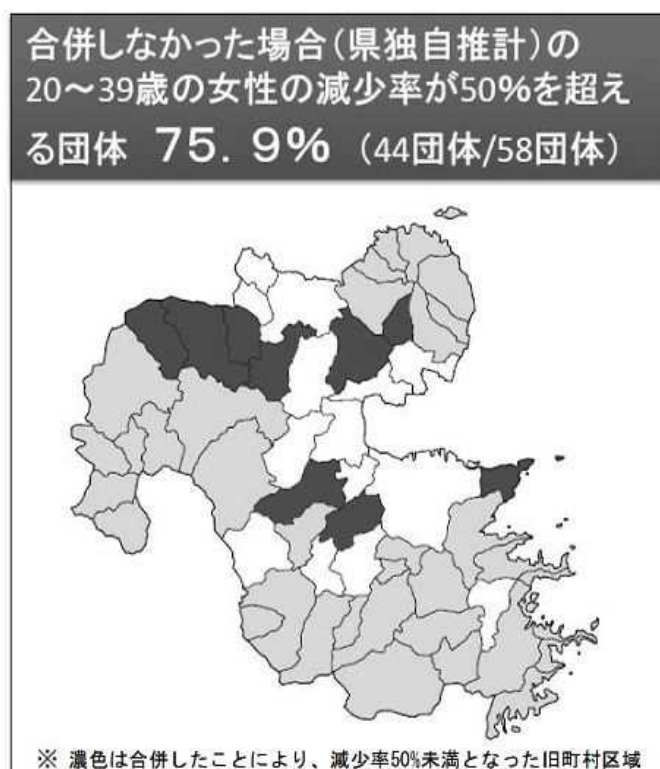 合併しなかった場合（県独自推計）の
20～39歳の女性の減少率が50%を超え
る団体 75．9%（44団体/58団体）
※ 濃色は合併したことにより、減少率50%未満となった旧町村区域